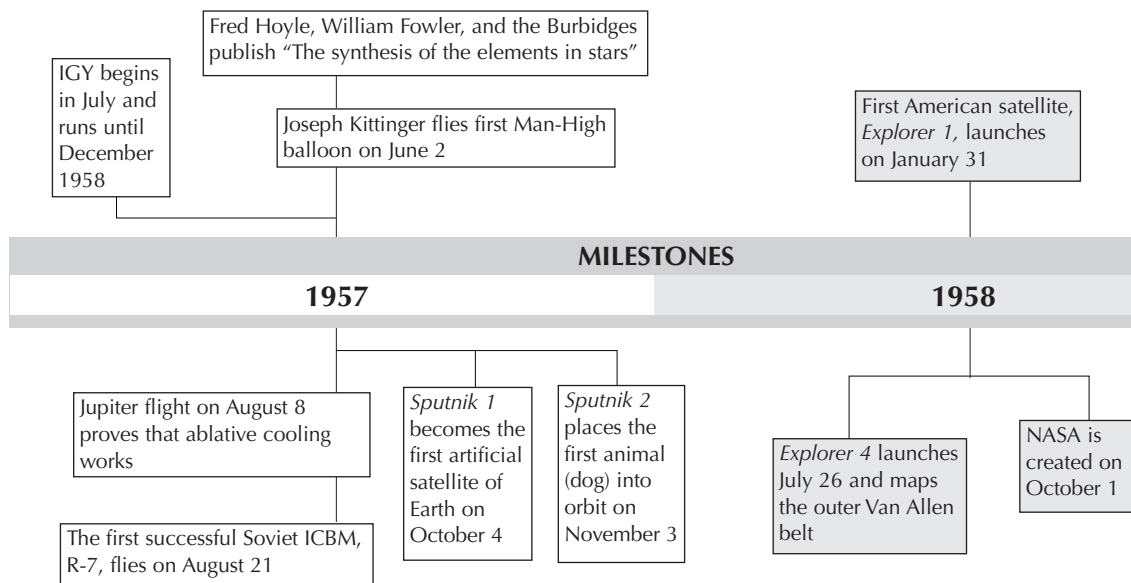 Fred Hoyle, William Fowler, and the Burbidges
publish “The synthesis of the elements in stars”
IGY begins
in July and
runs until
December
1958
Joseph Kittinger flies first Man-High
balloon on June 2
First American satellite,
Explorer 1, launches
on January 31
MILESTONES
1957
1958
Jupiter flight on August 8
proves that ablative cooling
works
The first successful Soviet ICBM,
R-7, flies on August 21
Sputnik 1
becomes the
first artificial
satellite of
Earth on
October 4
Sputnik 2
places the
first animal
(dog) into
orbit on
November 3
Explorer 4 launches
July 26 and maps
the outer Van Allen
belt
NASA is
created on
October 1